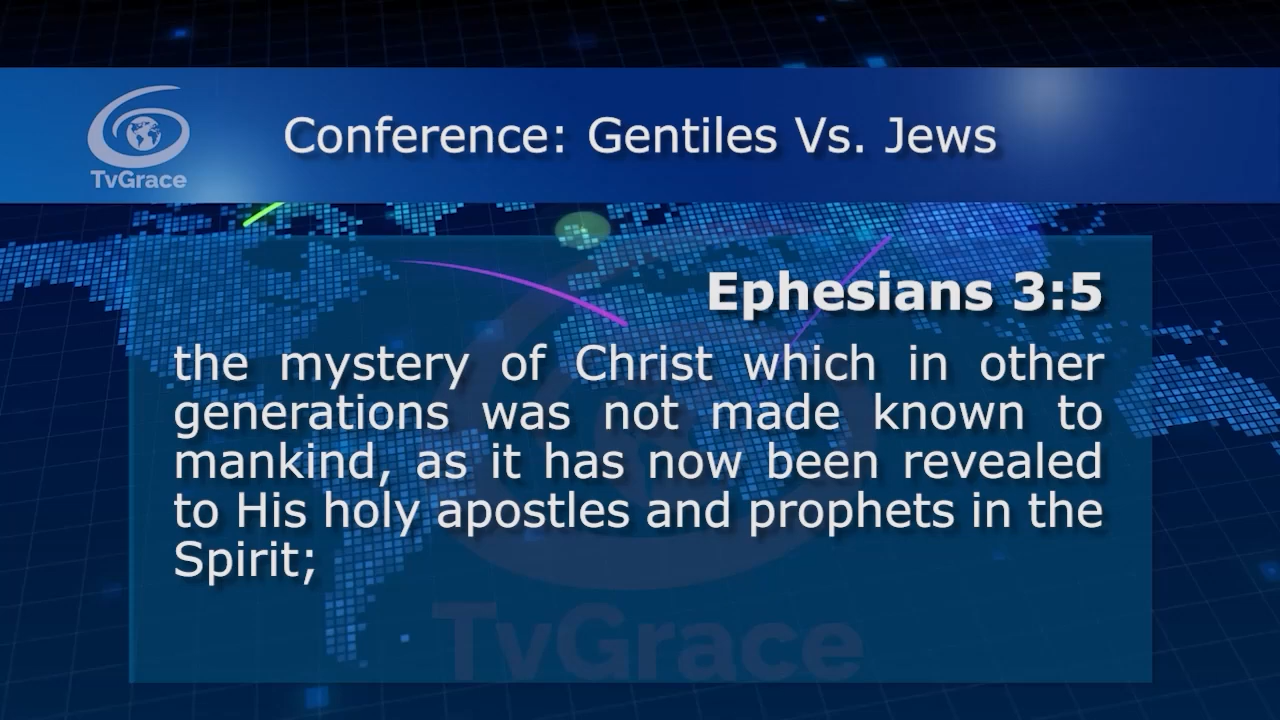 Conference: Gentiles Vs. Jews
TvGrace
Ephesians 3:5
the mystery of Christ which in other
generations was not made known to
mankind, as it has now been revealed
to His holy apostles and prophets in the
Spirit;
TvGrace